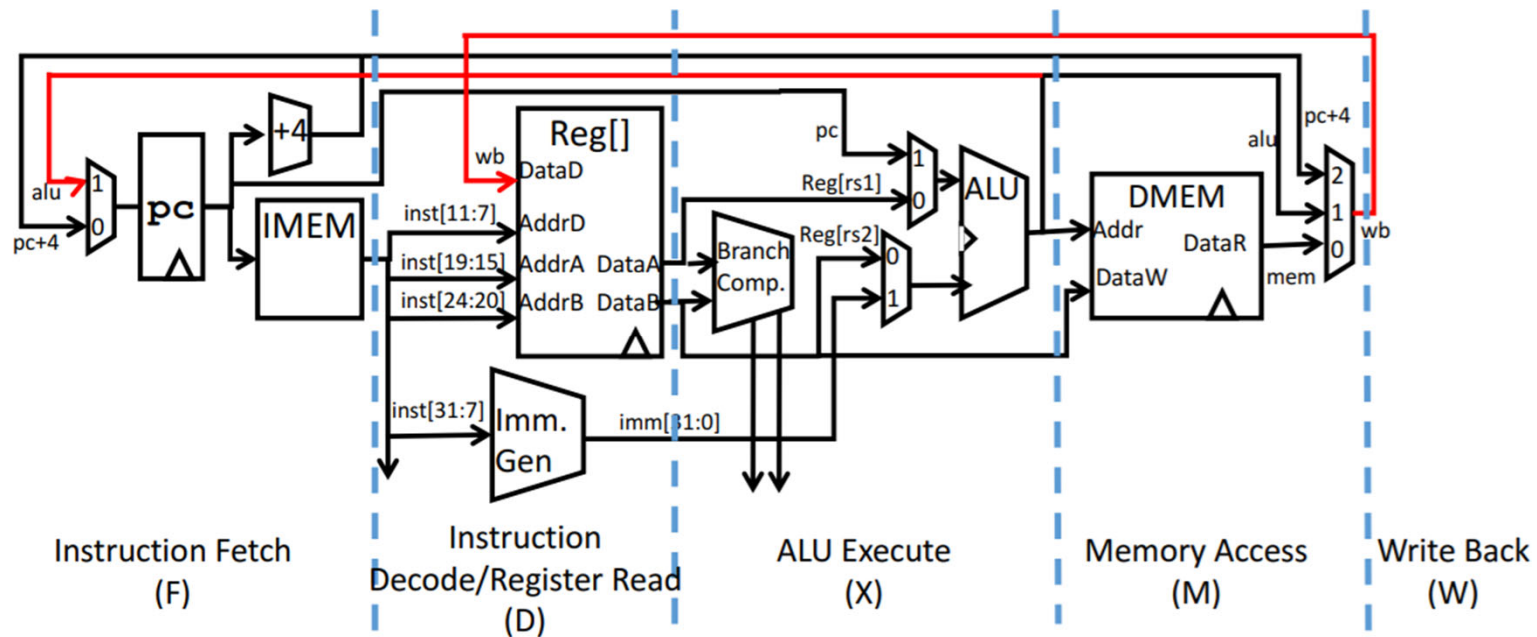 +4
Reg[]
wb
DataD
pc
pc+4
alu
1
0
alu
pc+4
pc
IMEM
inst[11:7]
AddrD
inst[19:15]
AddrA DataA
inst[24:20]
AddrB DataB
Reg[rs1]
1
0
ALU
Reg[rs2]
0
1
Branch
Comp.
DMEM
Addr
DataR
DataW
mem
2
1
0
wb
inst[31:7]
Imm.
Gen
imm[31:0]
Instruction Fetch
(F)
Instruction
Decode/Register Read
(D)
ALU Execute
(X)
Memory Access
(M)
Write Back
(W)